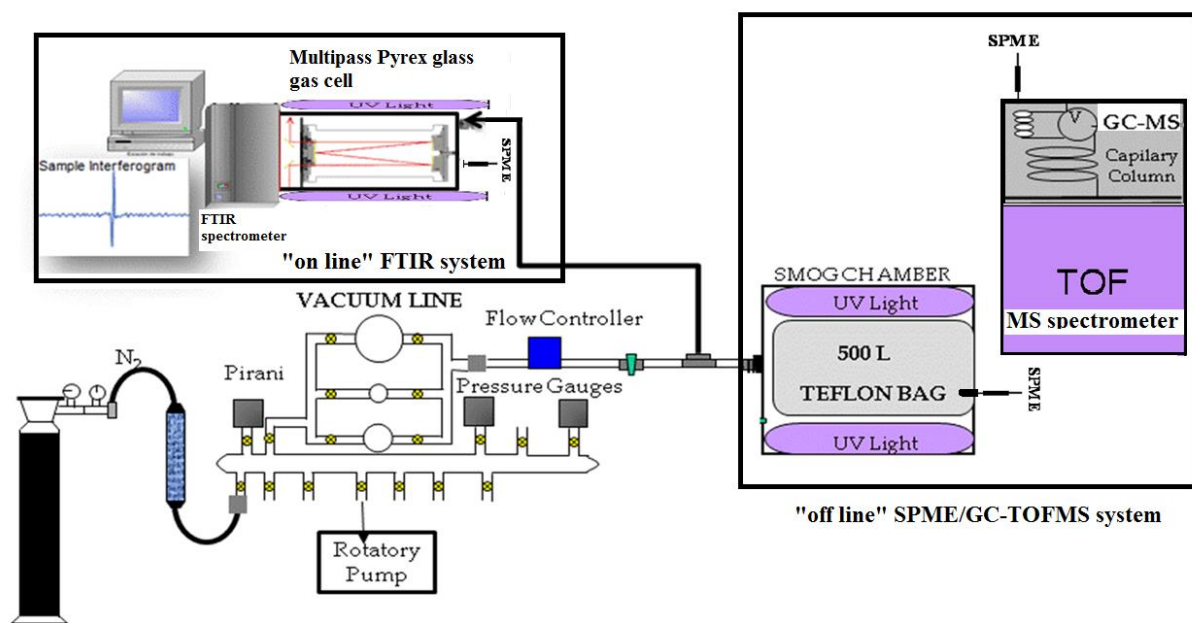 Multipass Pyrex glass
gas cell
UV Light
SPME
UV Light
Sample Interferogram
FTIR
spectrometer
"on line" FTIR system
SPME
V
GC-MS
Capilary
Column
TOF
MS spectrometer
SMOG CHAMBER
UV Light
500 L
TEFLON BAG
SPME
UV Light
"off line" SPME/GC-TOFMS system
VACUUM LINE
Flow Controller
N2
Pirani
Pressure Gauges
Rotatory
Pump